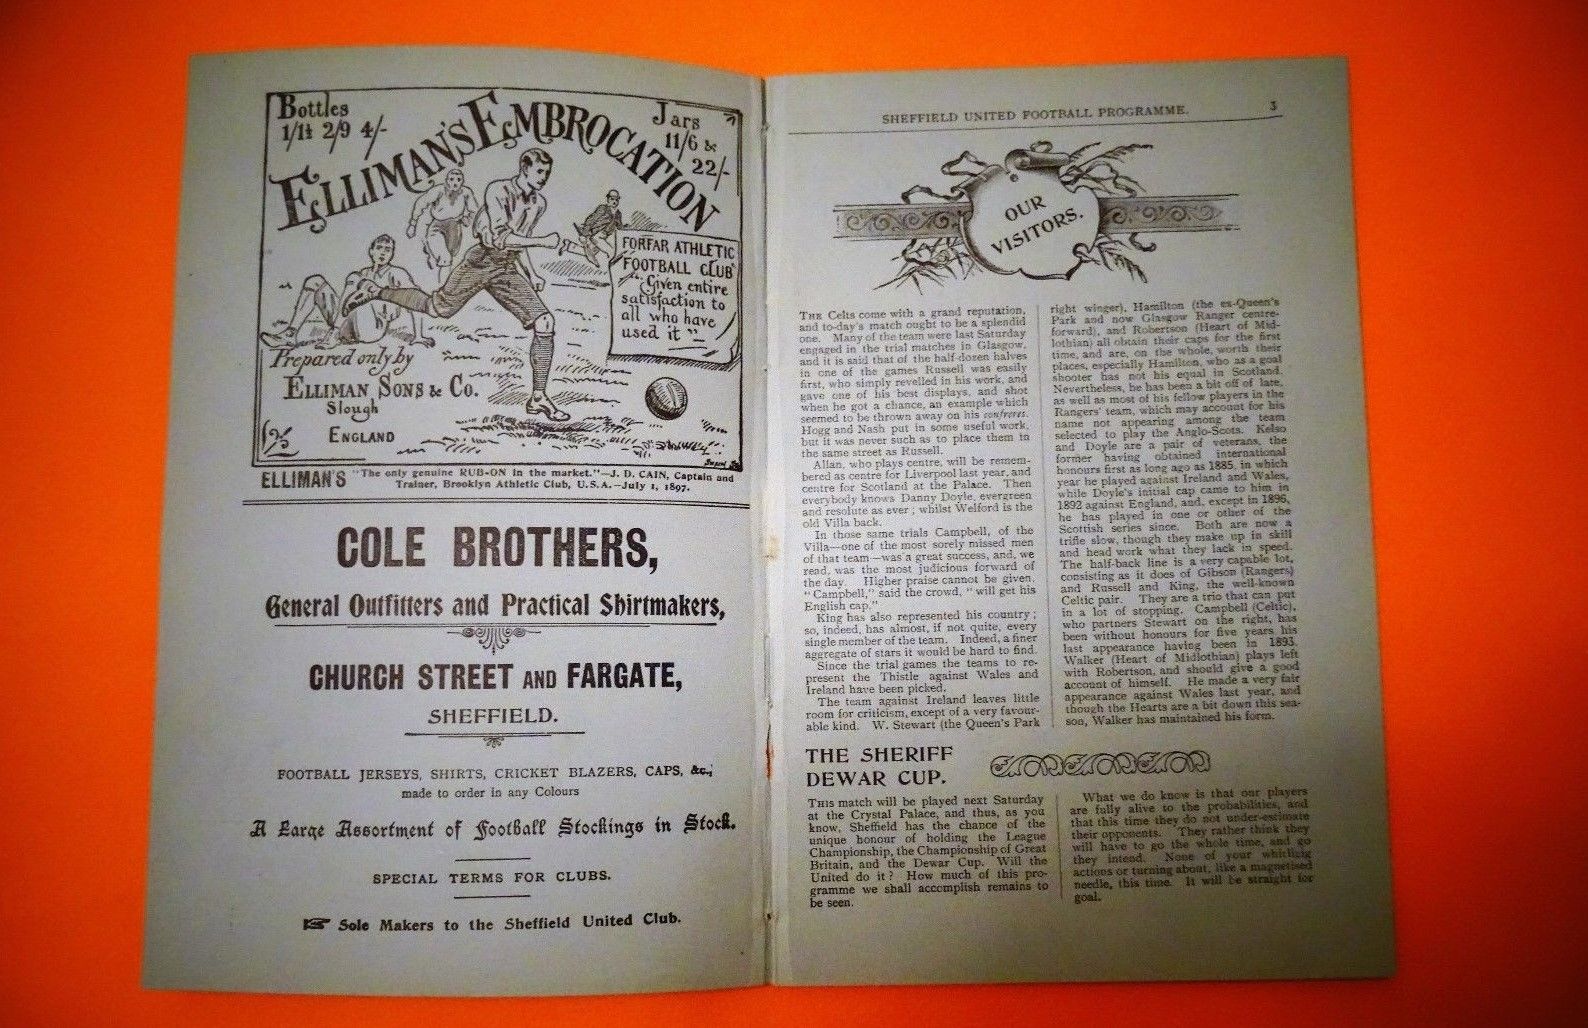 Bottles
1/1½ 2/9 4/-
Jars
11/6 &
22/-
ELLIMAN'S EMBROCATION
FORFAR ATHLETIC
FOOTBALL CLUB
"Given entire
satisfaction to
all who have
used it"
Prepared only by
ELLIMAN SONS & CO.
Slough
ENGLAND
ELLIMAN'S "The only genuine RUB-ON in the market."—J. D. CAIN, Captain and
Trainer, Brooklyn Athletic Club, U.S.A.—July 1, 1897.
COLE BROTHERS,
General Outfitters and Practical Shirtmakers,
CHURCH STREET AND FARGATE,
SHEFFIELD.
FOOTBALL JERSEYS, SHIRTS, CRICKET BLAZERS, CAPS, &c.,
made to order in any Colours
A Large Assortment of Football Stockings in Stock.
SPECIAL TERMS FOR CLUBS.
Sole Makers to the Sheffield United Club.
SHEFFIELD UNITED FOOTBALL PROGRAMME. 3
OUR
VISITORS.
THE Celts come with a grand reputation,
and to-day's match ought to be a splendid
one. Many of the team were last Saturday
engaged in the trial matches in Glasgow,
and it is said that of the half-dozen halves
in one of the games Russell was easily
first, who simply revelled in his work, and
gave one of his best displays, and shot
when he got a chance, an example which
seemed to be thrown away on his confreres.
Hogg and Nash put in some useful work,
but it was never such as to place them in
the same street as Russell.
Allan, who plays centre, will be remem-
bered as centre for Liverpool last year, and
centre for Scotland at the Palace. Then
everybody knows Danny Doyle, evergreen
and resolute as ever; whilst Welford is the
old Villa back.
In those same trials Campbell, of the
Villa—one of the most sorely missed men
of that team—was a great success, and, we
read, was the most judicious forward of
the day. Higher praise cannot be given.
"Campbell," said the crowd, "will get his
English cap."
King has also represented his country;
so, indeed, has almost, if not quite, every
single member of the team. Indeed, a finer
aggregate of stars it would be hard to find.
Since the trial games the teams to re-
present the Thistle against Wales and
Ireland have been picked.
The team against Ireland leaves little
room for criticism, except of a very favour-
able kind. W. Stewart (the Queen's Park
right winger), Hamilton (the ex-Queen's
Park and now Glasgow Ranger centre-
forward), and Robertson (Heart of Mid-
lothian) all obtain their caps for the first
time, and are, on the whole, worth their
places, especially Hamilton, who as a goal
shooter has not his equal in Scotland.
Nevertheless, he has been a bit off of late,
as well as most of his fellow players in the
Rangers' team, which may account for his
name not appearing among the team
selected to play the Anglo-Scots. Kelso
and Doyle are a pair of veterans, the
former having obtained international
honours first as long ago as 1885, in which
year he played against Ireland and Wales,
while Doyle's initial cap came to him in
1892 against England, and, except in 1896,
he has played in one or other of the
Scottish series since. Both are now a
trifle slow, though they make up in skill
and head work what they lack in speed.
The half-back line is a very capable lot,
consisting as it does of Gibson (Rangers)
and Russell and King, the well-known
Celtic pair. They are a trio that can put
in a lot of stopping. Campbell (Celtic),
who partners Stewart on the right, has
been without honours for five years, his
last appearance having been in 1893.
Walker (Heart of Midlothian) plays left
with Robertson, and should give a good
account of himself. He made a very fair
appearance against Wales last year, and
though the Hearts are a bit down this sea-
son, Walker has maintained his form.
THE SHERIFF
DEWAR CUP.
THIS match will be played next Saturday
at the Crystal Palace, and thus, as you
know, Sheffield has the chance of the
unique honour of holding the League
Championship, the Championship of Great
Britain, and the Dewar Cup. Will the
United do it? How much of this pro-
gramme we shall accomplish remains to
be seen.
What we do know is that our players
are fully alive to the probabilities, and
that this time they do not under-estimate
their opponents. They rather think they
will have to go the whole time, and go
they intend. None of your whirligig
actions or turning about, like a magnetised
needle, this time. It will be straight for
goal.